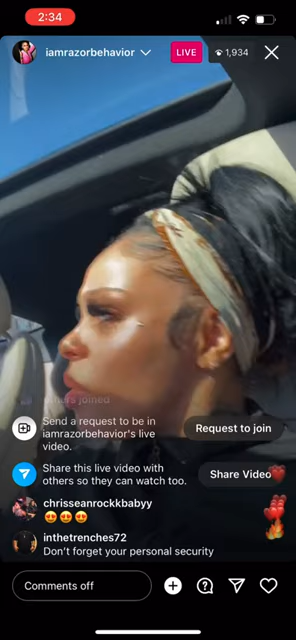 2:34
iamrazorbehavior
LIVE
1,934
others joined
Send a request to be in
iamrazorbehavior's live
video.
Request to join
Share this live video with
others so they can watch too.
Share Video
chrisseanrockkbabyy
😍😍😍
inthetrenches72
Don't forget your personal security
Comments off